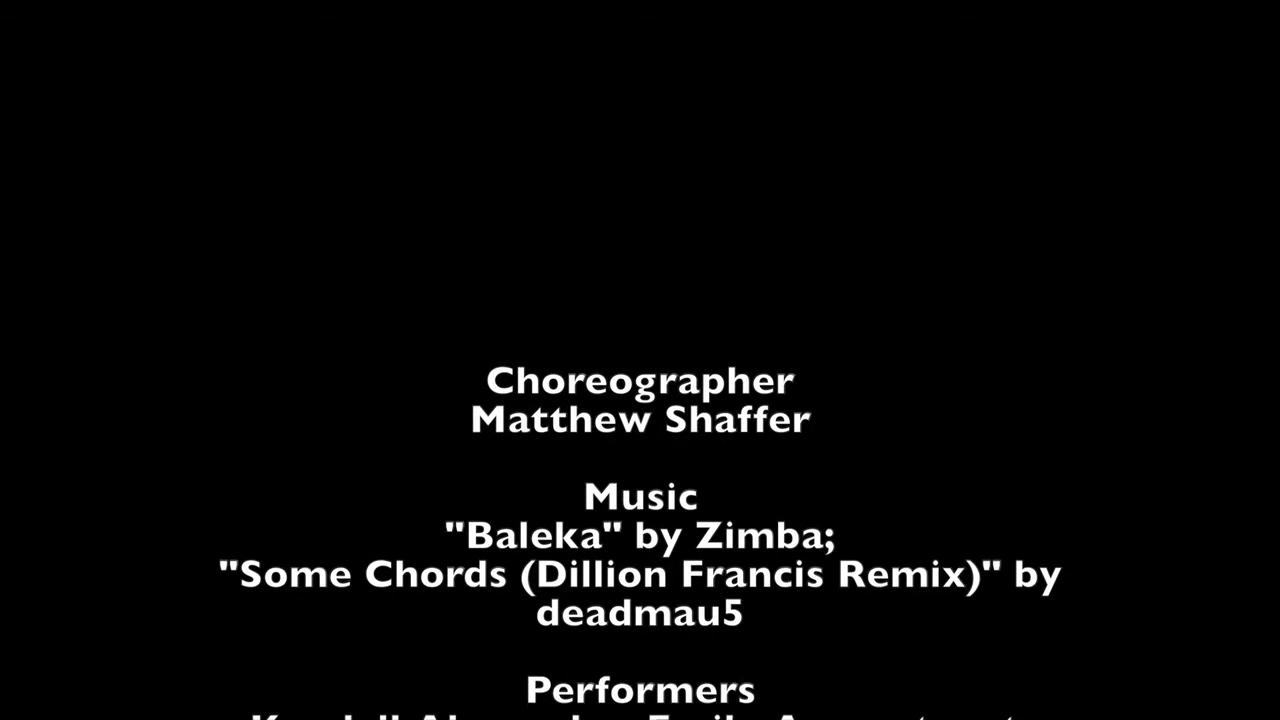 Choreographer
Matthew Shaffer
Music
"Baleka" by Zimba;
"Some Chords (Dillion Francis Remix)" by
deadmau5
Performers